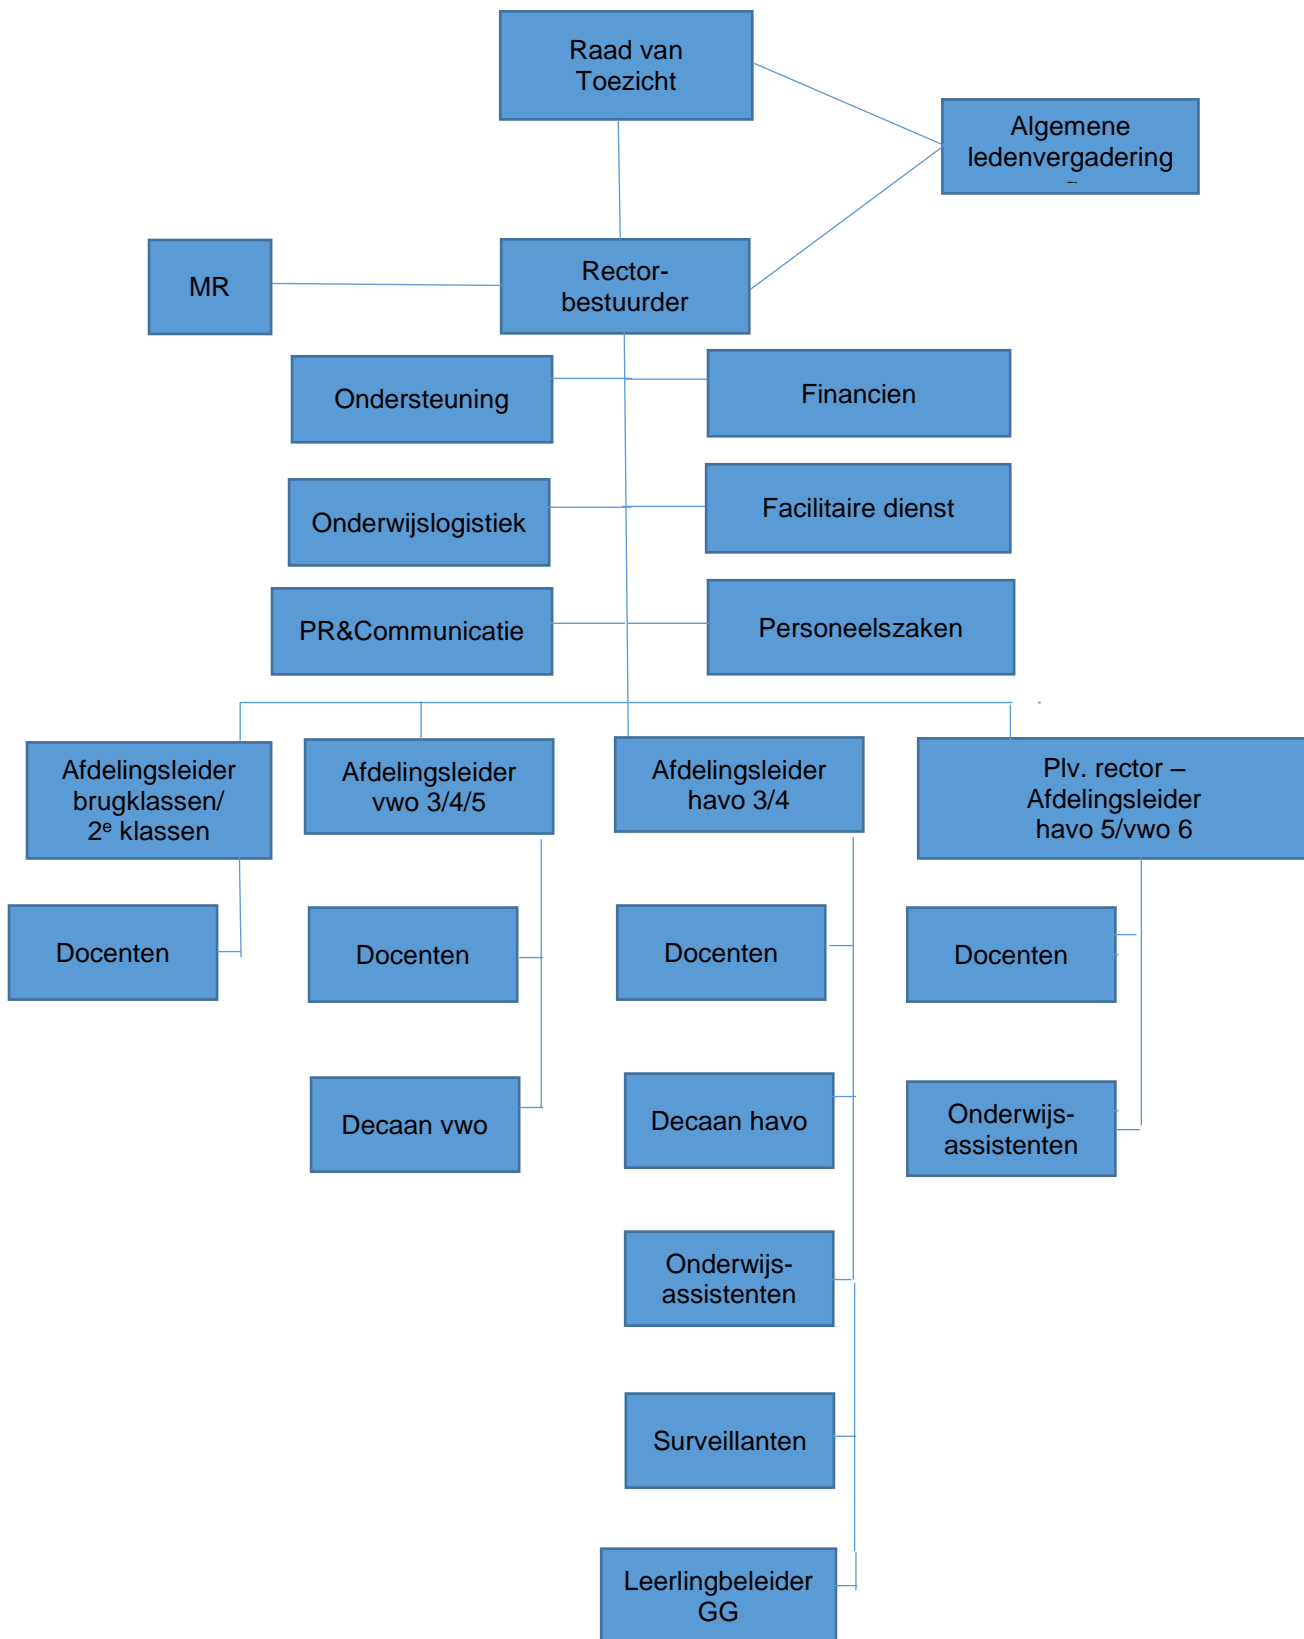 Raad van
Toezicht
Algemene
ledenvergadering
MR
Rector-
bestuurder
Ondersteuning
Financien
Onderwijslogistiek
Facilitaire dienst
PR&Communicatie
Personeelszaken
Afdelingsleider
brugklassen/
2e klassen
Afdelingsleider
vwo 3/4/5
Afdelingsleider
havo 3/4
Plv. rector –
Afdelingsleider
havo 5/vwo 6
Docenten
Docenten
Docenten
Docenten
Decaan vwo
Decaan havo
Onderwijs-
assistenten
Onderwijs-
assistenten
Surveillanten
Leerlingbeleider
GG